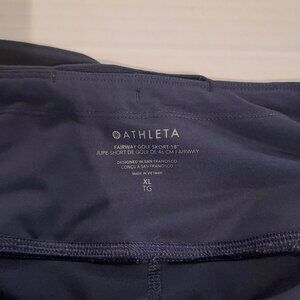 ATHLETA
FAIRWAY GOLF SKORT 18"
JUPE-SHORT DE GOLF DE 46 CM FAIRWAY
DESIGNED IN SAN FRANCISCO
CONÇU À SAN FRANCISCO
MADE IN VIETNAM
XL
TG